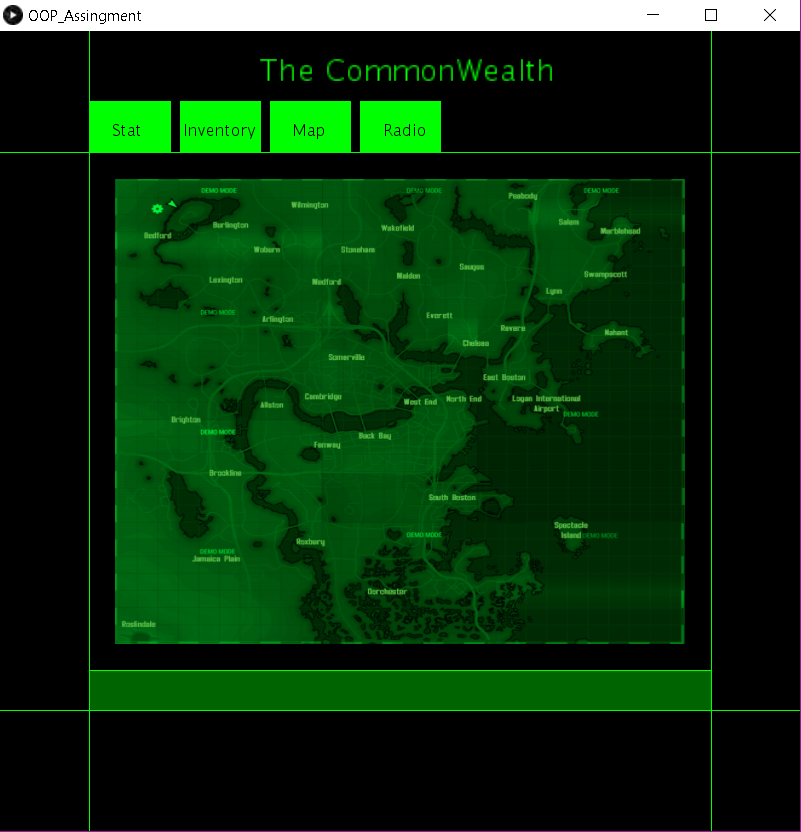 OOP_Assingment
The CommonWealth
Stat Inventory Map Radio
DEMO MODE DEMO MODE DEMO MODE
Peabody
Wilmington
Salem
Burlington Wakefield Marblehead
Bedford
Woburn Stoneham
Saugus
Lexington Medford Malden Swampscott
Lynn
DEMO MODE
Arlington Everett
Revere Nahant
Chelsea
Somerville
East Boston
Cambridge West End North End Logan International
Allston Airport
DEMO MODE
Brighton
DEMO MODE Back Bay
Fenway
Brookline
South Boston
Spectacle
DEMO MODE Island DEMO MODE
Roxbury
DEMO MODE
Jamaica Plain
Dorchester
Roslindale